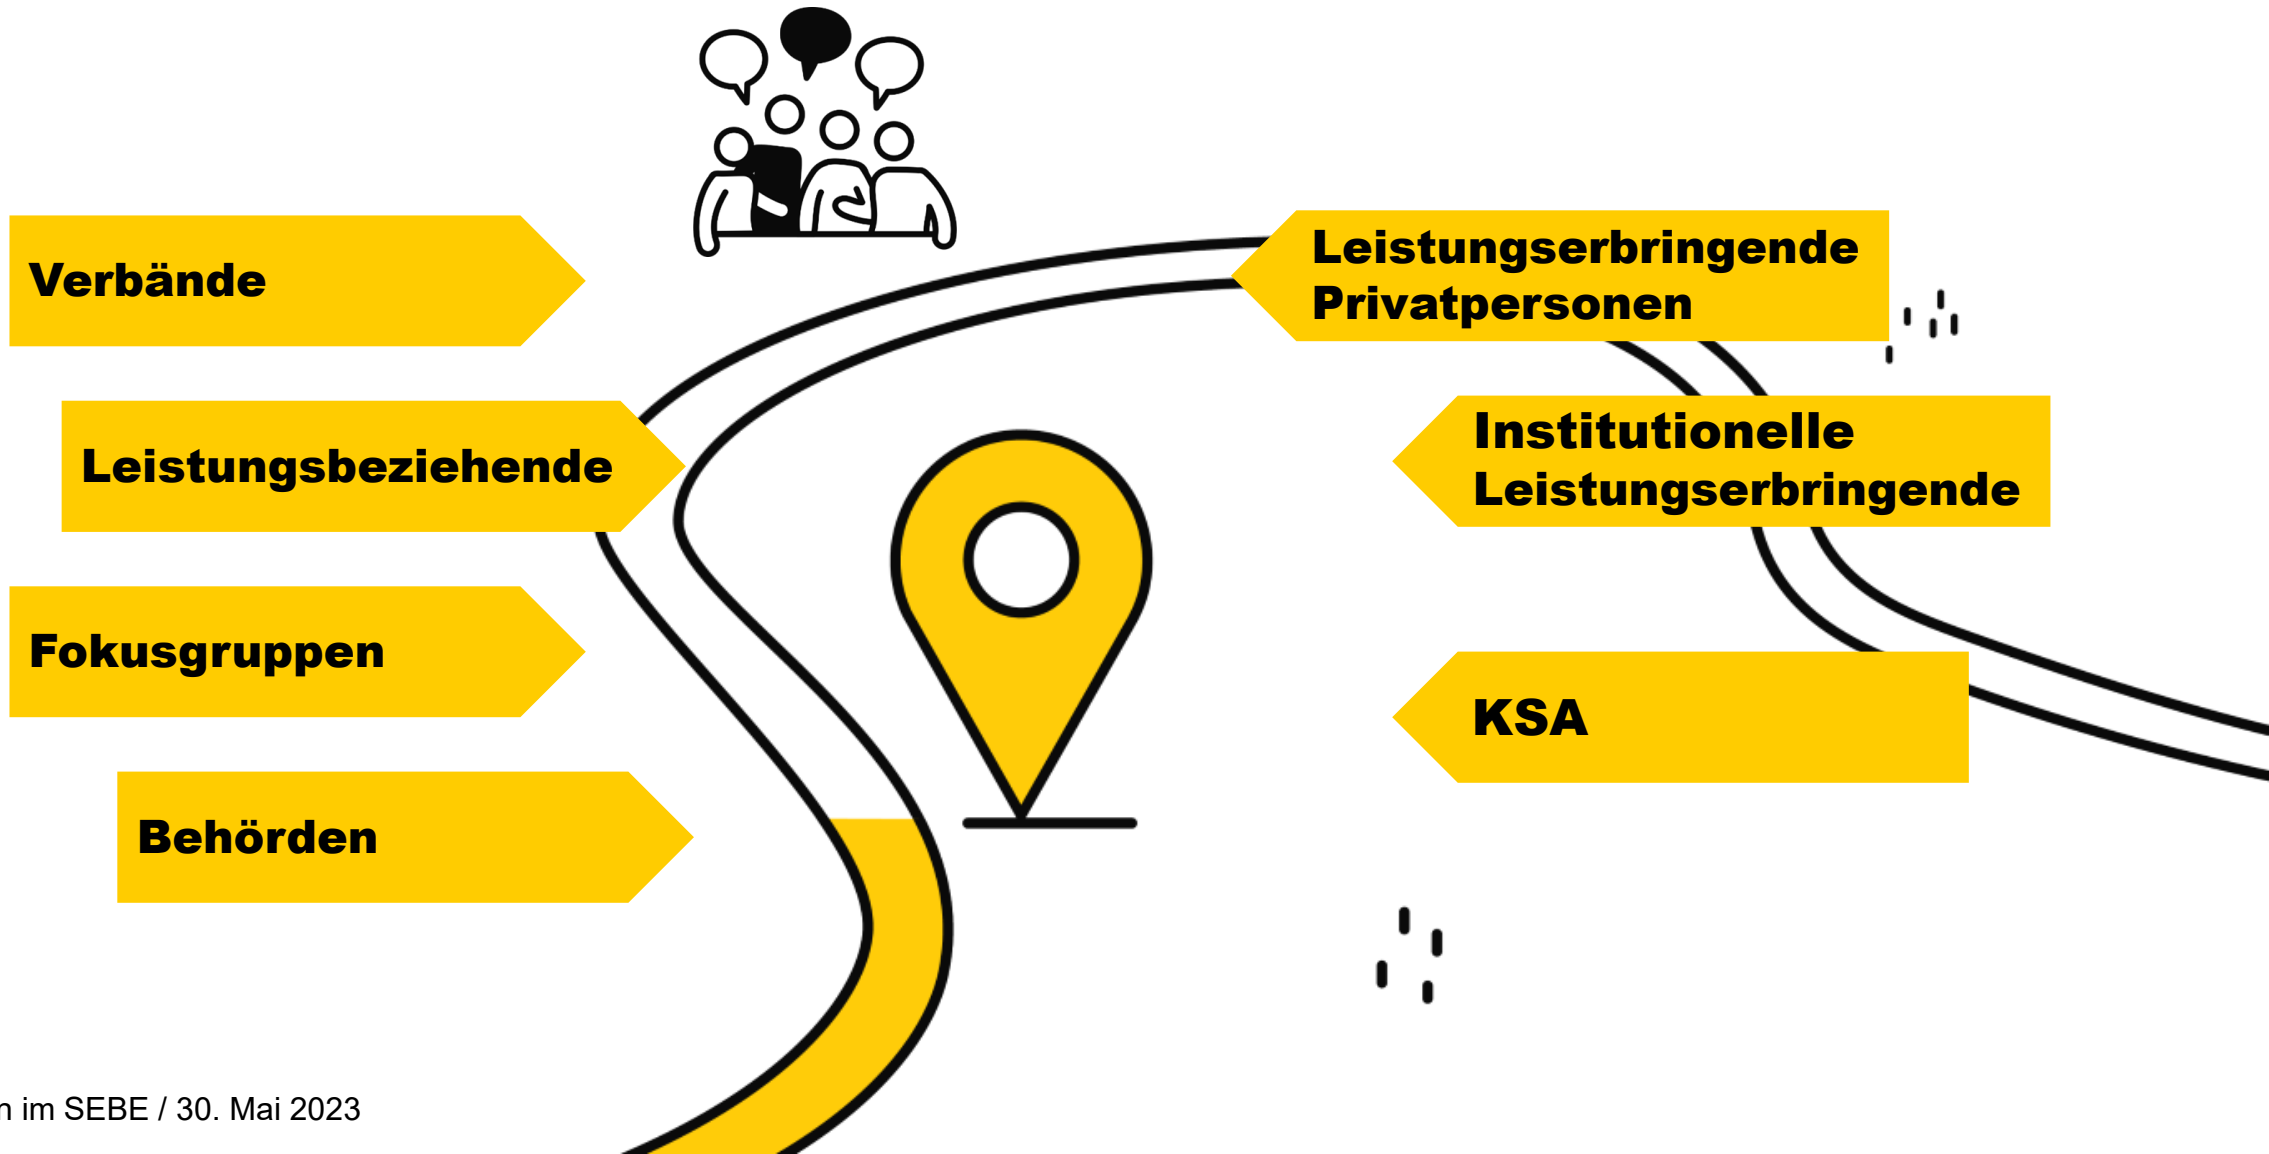 Verbände
Leistungsbeziehende
Fokusgruppen
Behörden
Leistungserbringende
Privatpersonen
Institutionelle
Leistungserbringende
KSA
n im SEBE / 30. Mai 2023